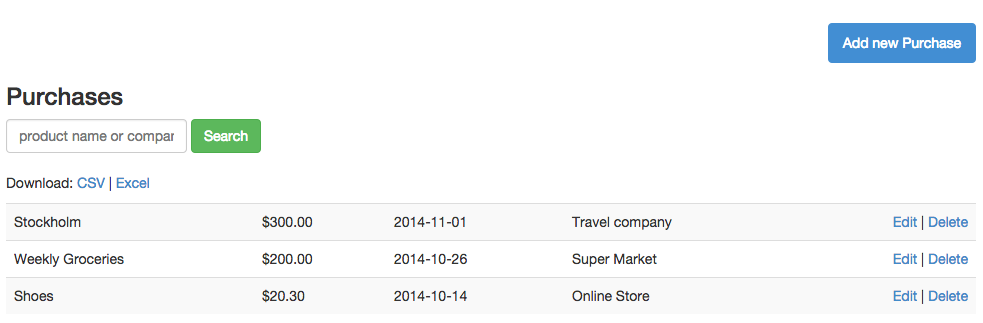 Add new Purchase
Purchases
product name or compar
Search
Download: CSV | Excel
Stockholm $300.00 2014-11-01 Travel company Edit | Delete
Weekly Groceries $200.00 2014-10-26 Super Market Edit | Delete
Shoes $20.30 2014-10-14 Online Store Edit | Delete